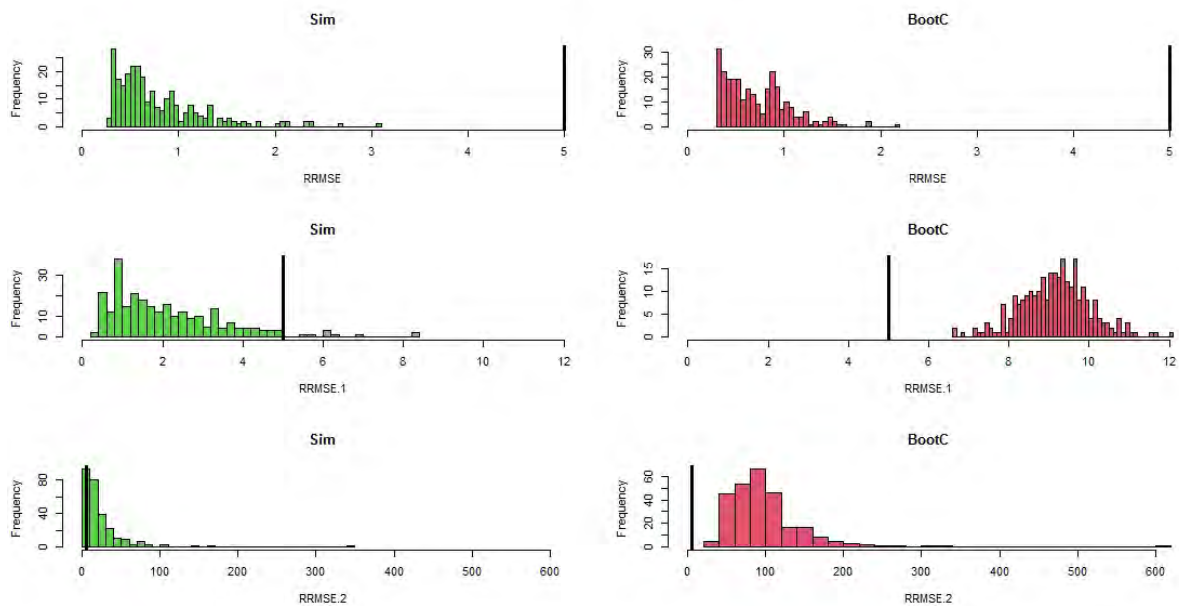 Sim
Frequency
0 10 20
0 1 2 3 4 5
RRMSE
BootC
Frequency
0 10 20 30
0 1 2 3 4 5
RRMSE
Sim
Frequency
0 10 30
0 2 4 6 8 10 12
RRMSE.1
BootC
Frequency
0 5 10 15
0 2 4 6 8 10 12
RRMSE.1
Sim
Frequency
0 40 80
0 100 200 300 400 500 600
RRMSE.2
BootC
Frequency
0 20 40 60
0 100 200 300 400 500 600
RRMSE.2